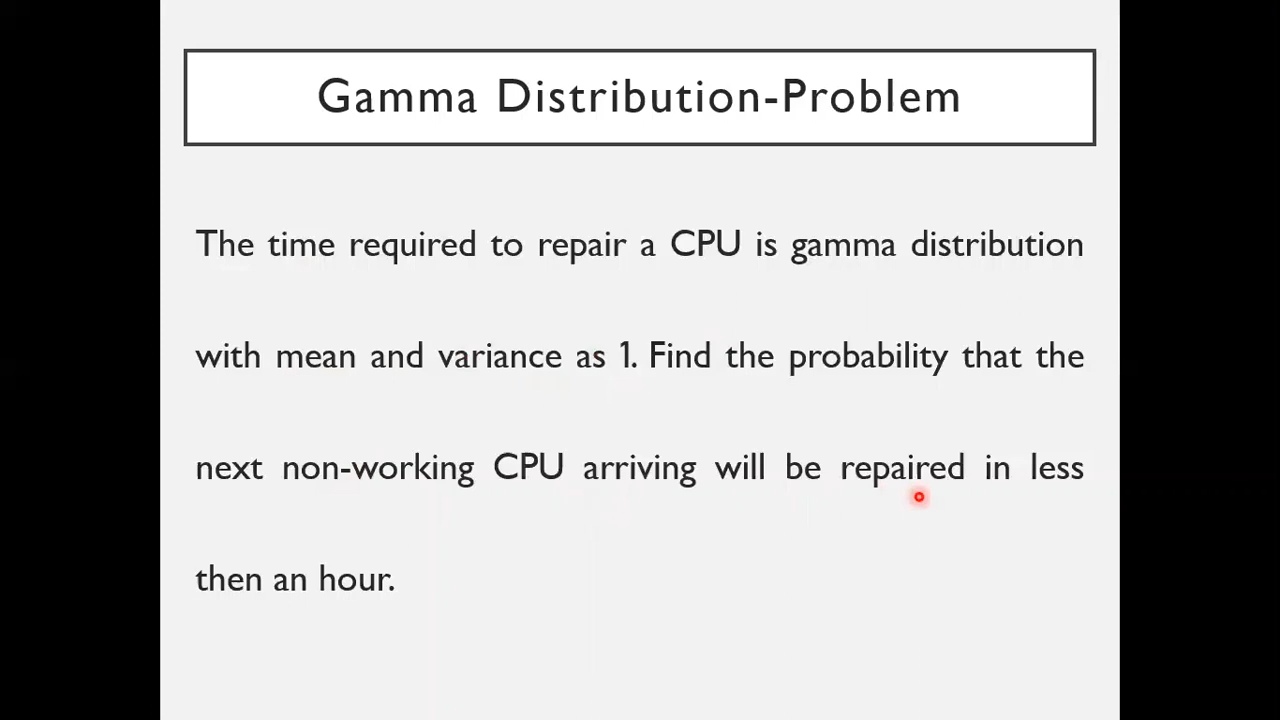 Gamma Distribution-Problem
The time required to repair a CPU is gamma distribution
with mean and variance as 1. Find the probability that the
next non-working CPU arriving will be repaired in less
then an hour.